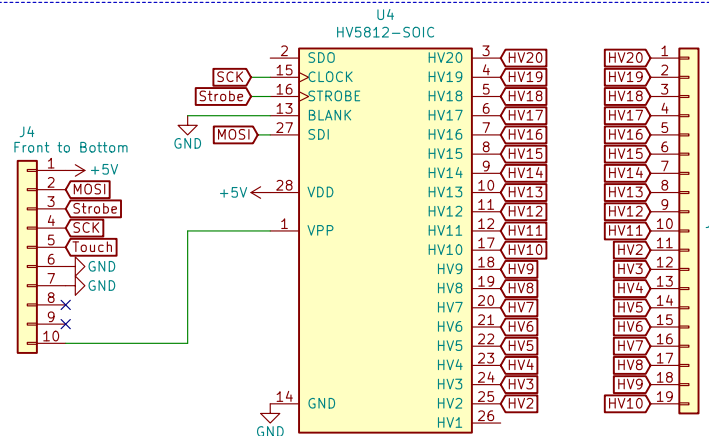 U4
HV5812-SOIC
2 SDO HV20 3 HV20 HV20 1
SCK 15 CLOCK HV19 4 HV19 HV19 2
Strobe 16 STROBE HV18 5 HV18 HV18 3
13 BLANK HV17 6 HV17 HV17 4
GND
MOSI 27 SDI HV16 7 HV16 HV16 5
HV15 8 HV15 HV15 6
HV14 9 HV14 HV14 7
+5V 28 VDD HV13 10 HV13 HV13 8
HV12 11 HV12 HV12 9
1 VPP HV11 12 HV11 HV11 10
HV10 17 HV10 HV2 11
HV9 18 HV9 HV3 12
HV8 19 HV8 HV4 13
HV7 20 HV7 HV5 14
HV6 21 HV6 HV6 15
HV5 22 HV5 HV7 16
HV4 23 HV4 HV8 17
HV3 24 HV3 HV9 18
14 GND HV2 25 HV2 HV10 19
GND
HV1 26
J4
Front to Bottom
1 +5V
2 MOSI
3 Strobe
4 SCK
5 Touch
6 GND
7 GND
8
9
10